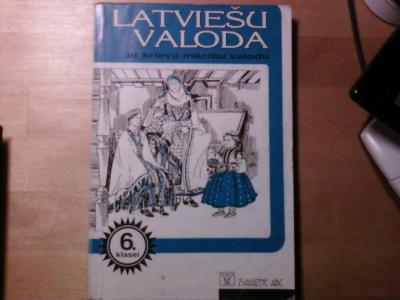 LATVIEŠU
VALODA
ar krievu mācību valodu
6.
klasei
ZVAIGZNE ABC